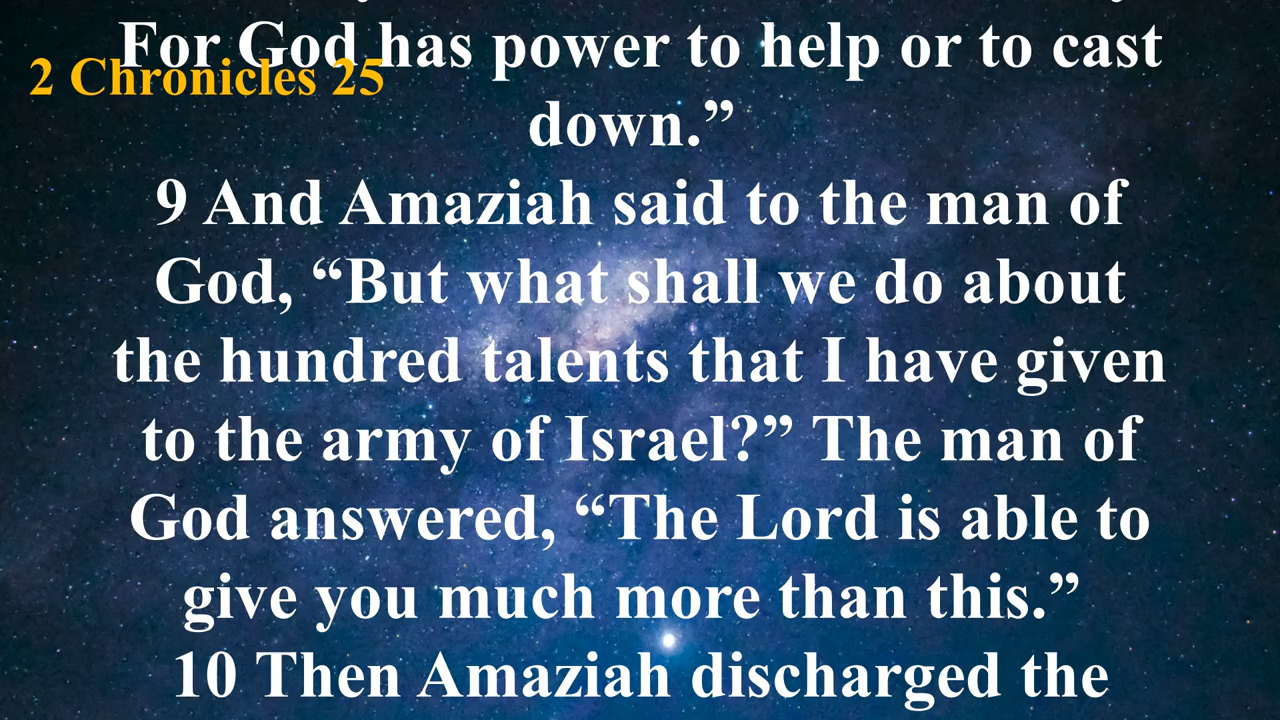 For God has power to help or to cast
2 Chronicles 25
down.”
9 And Amaziah said to the man of
God, “But what shall we do about
the hundred talents that I have given
to the army of Israel?” The man of
God answered, “The Lord is able to
give you much more than this.”
10 Then Amaziah discharged the